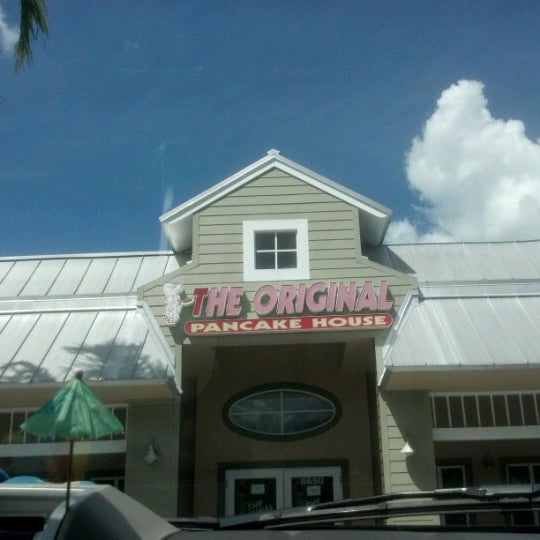 THE ORIGINAL
PANCAKE HOUSE